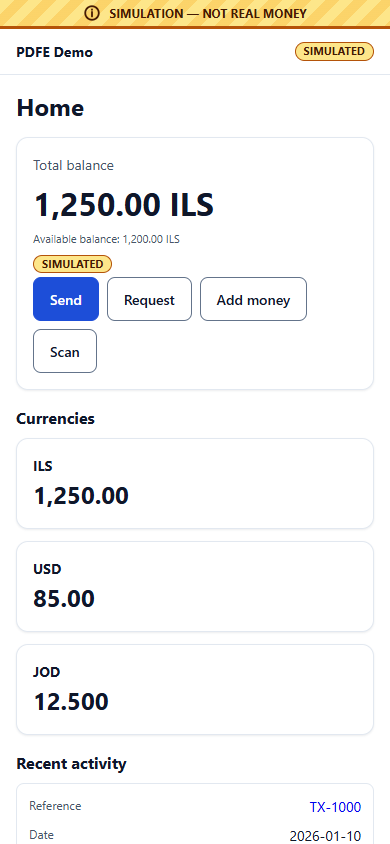 SIMULATION — NOT REAL MONEY
PDFE Demo
SIMULATED
Home
Total balance
1,250.00 ILS
Available balance: 1,200.00 ILS
SIMULATED
Send
Request
Add money
Scan
Currencies
ILS
1,250.00
USD
85.00
JOD
12.500
Recent activity
Reference TX-1000
Date 2026-01-10